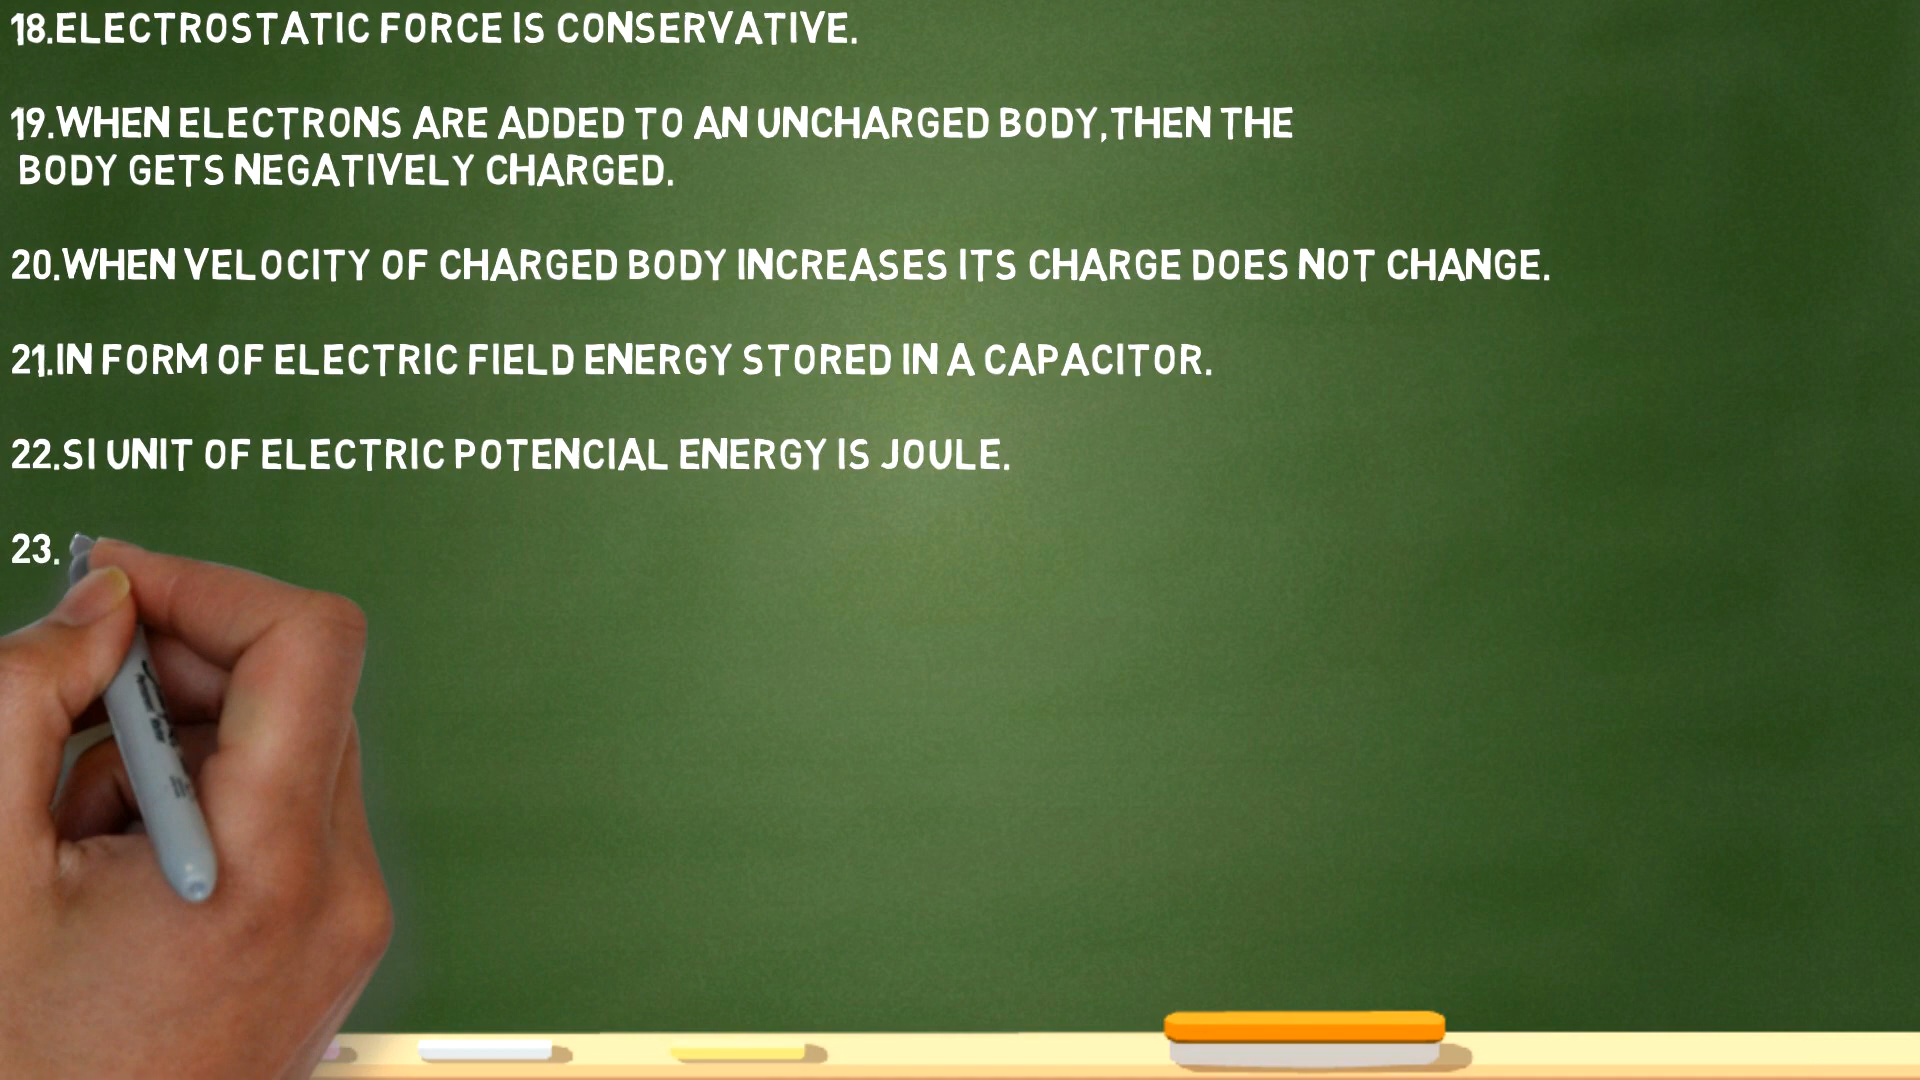 18.ELECTROSTATIC FORCE IS CONSERVATIVE.
19.WHEN ELECTRONS ARE ADDED TO AN UNCHARGED BODY,THEN THE
BODY GETS NEGATIVELY CHARGED.
20.WHEN VELOCITY OF CHARGED BODY INCREASES ITS CHARGE DOES NOT CHANGE.
21.IN FORM OF ELECTRIC FIELD ENERGY STORED IN A CAPACITOR.
22.SI UNIT OF ELECTRIC POTENCIAL ENERGY IS JOULE.
23.